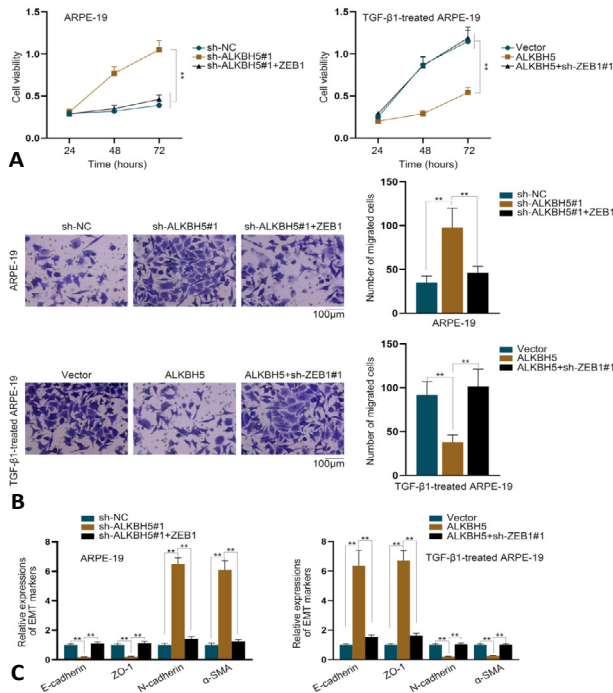 ARPE-19
sh-NC
sh-ALKBH5#1
sh-ALKBH5#1+ZEB1
Cell viability
1.5
1.0
0.5
0.0
**
24 48 72
Time (hours)
TGF-β1-treated ARPE-19
Vector
ALKBH5
ALKBH5+sh-ZEB1#1
Cell viability
1.5
1.0
0.5
0.0
**
24 48 72
Time (hours)
A
sh-NC sh-ALKBH5#1 sh-ALKBH5#1+ZEB1
ARPE-19
100μm
sh-NC
sh-ALKBH5#1
sh-ALKBH5#1+ZEB1
Number of migrated cells
150
100
50
0
** **
ARPE-19
Vector ALKBH5 ALKBH5+sh-ZEB1#1
TGF-β1-treated ARPE-19
100μm
Vector
ALKBH5
ALKBH5+sh-ZEB1#1
Number of migrated cells
150
100
50
0
** **
TGF-β1-treated ARPE-19
B
sh-NC
sh-ALKBH5#1
sh-ALKBH5#1+ZEB1
ARPE-19
Relative expressions
of EMT markers
8
6
4
2
0
** ** ** ** ** ** ** **
E-cadherin ZO-1 N-cadherin α-SMA
Vector
ALKBH5
ALKBH5+sh-ZEB1#1
TGF-β1-treated ARPE-19
Relative expressions
of EMT markers
8
6
4
2
0
** ** ** ** ** ** ** **
E-cadherin ZO-1 N-cadherin α-SMA
C